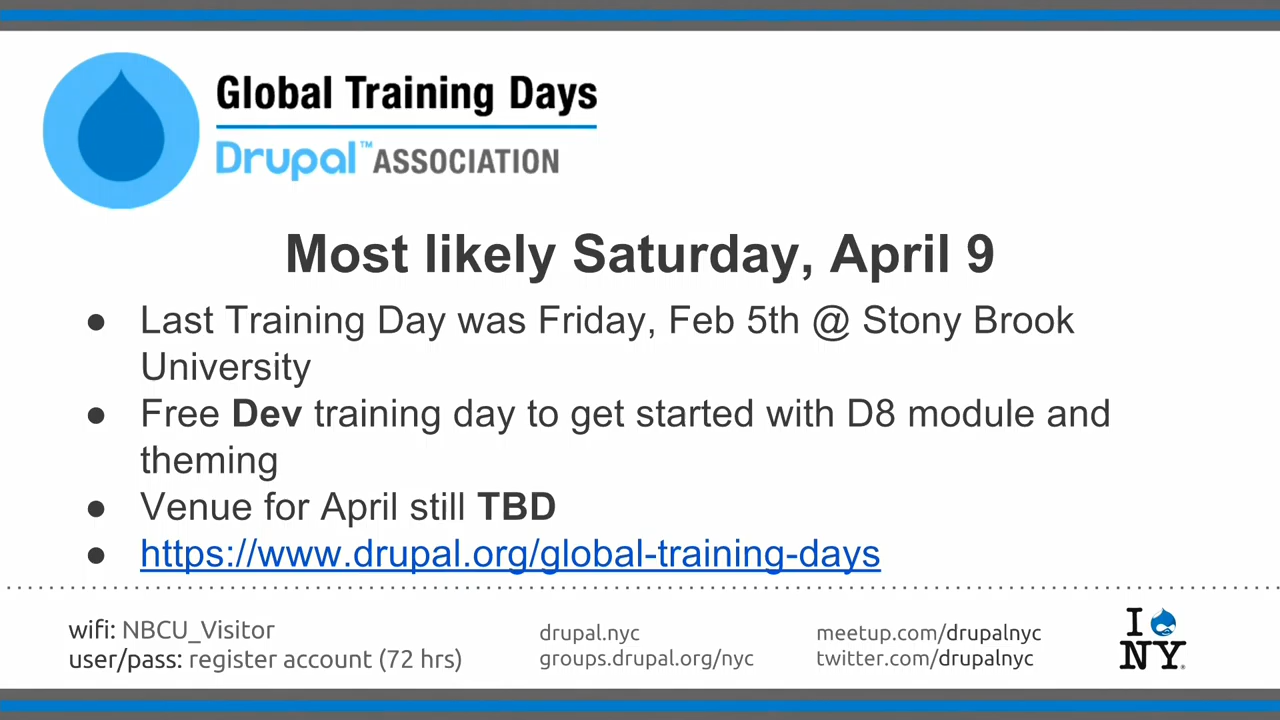 Global Training Days
Drupal™ ASSOCIATION
Most likely Saturday, April 9
● Last Training Day was Friday, Feb 5th @ Stony Brook
University
● Free Dev training day to get started with D8 module and
theming
● Venue for April still TBD
● https://www.drupal.org/global-training-days
wifi: NBCU_Visitor
user/pass: register account (72 hrs)
drupal.nyc
groups.drupal.org/nyc
meetup.com/drupalnyc
twitter.com/drupalnyc
I
NY®